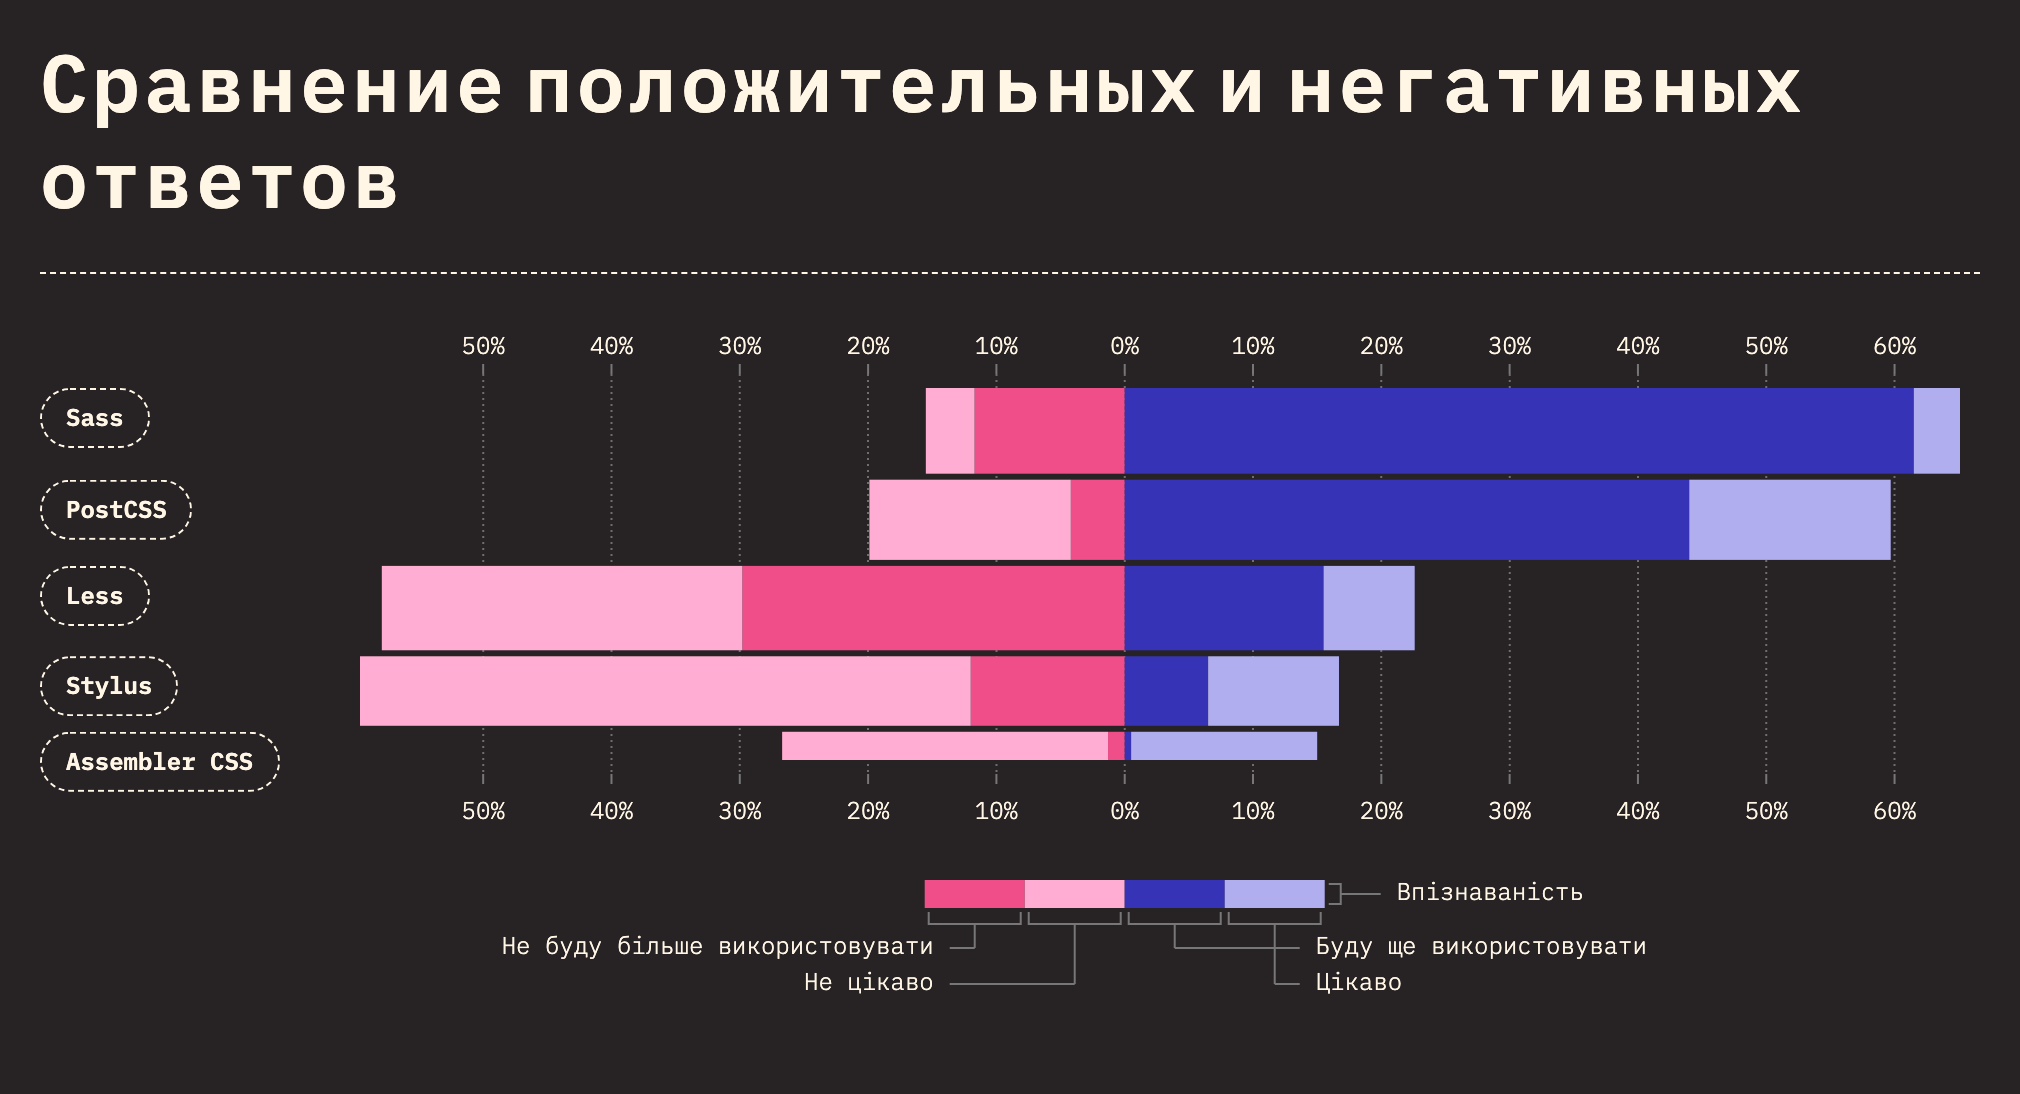 Сравнение положительных и негативных
ответов
50% 40% 30% 20% 10% 0% 10% 20% 30% 40% 50% 60%
Sass
PostCSS
Less
Stylus
Assembler CSS
50% 40% 30% 20% 10% 0% 10% 20% 30% 40% 50% 60%
Впізнаваність
Не буду більше використовувати
Буду ще використовувати
Не цікаво
Цікаво